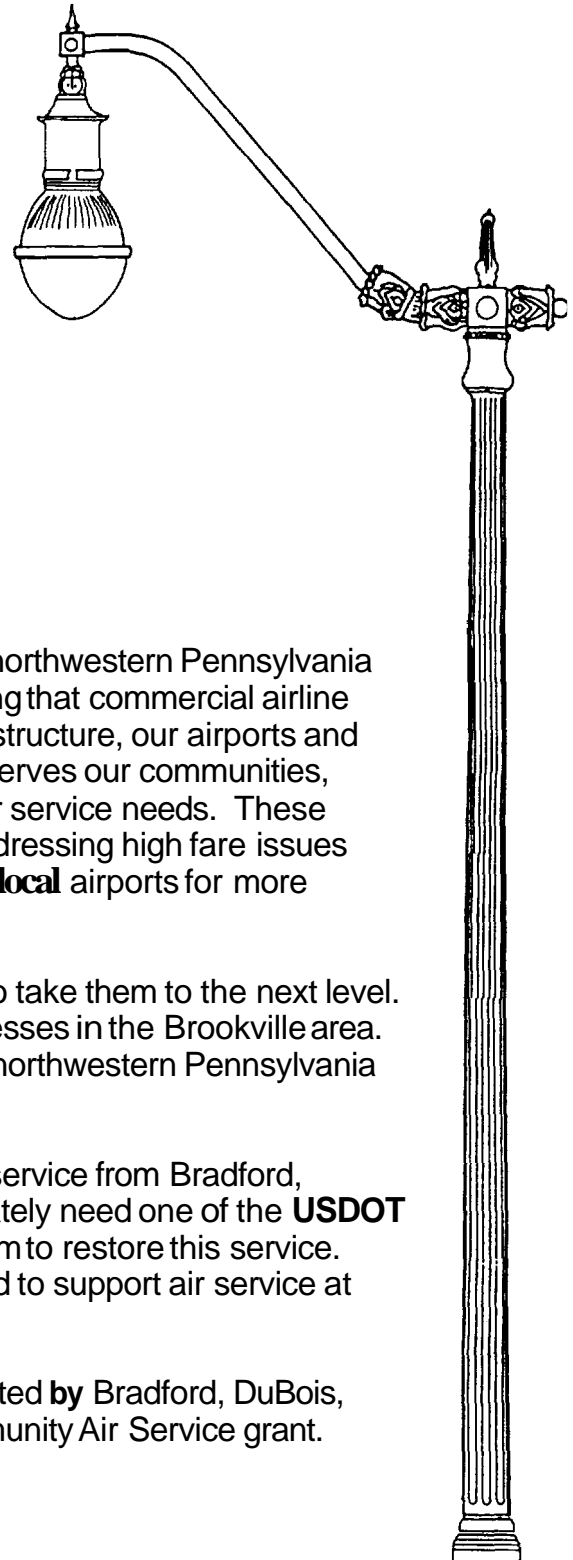 northwestern Pennsylvania
ng that commercial airline
structure, our airports and
erves our communities,
r service needs. These
dressing high fare issues
local airports for more
o take them to the next level.
esses in the Brookville area.
northwestern Pennsylvania
service from Bradford,
ately need one of the USDOT
m to restore this service.
d to support air service at
ted by Bradford, DuBois,
munity Air Service grant.